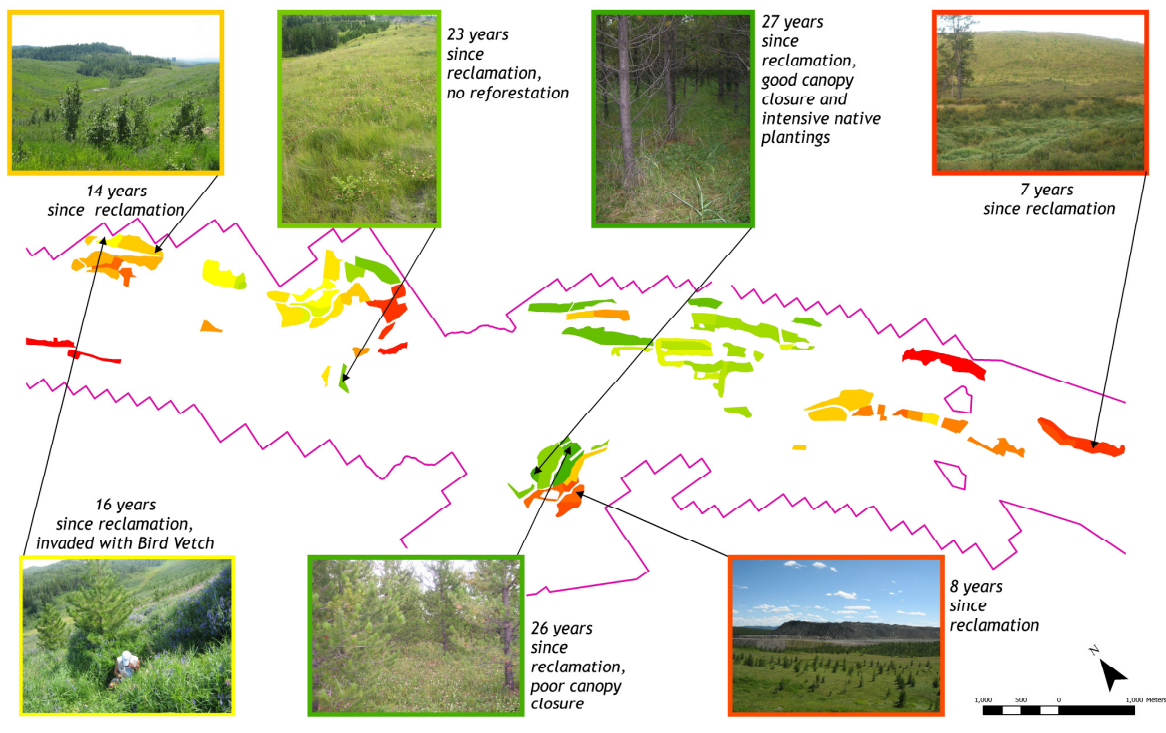 23 years
since
reclamation,
no reforestation
27 years
since
reclamation,
good canopy
closure and
intensive native
plantings
14 years
since reclamation
7 years
since reclamation
16 years
since reclamation,
invaded with Bird Vetch
26 years
since
reclamation,
poor canopy
closure
8 years
since
reclamation
N
1,000 500 0 1,000 Meters